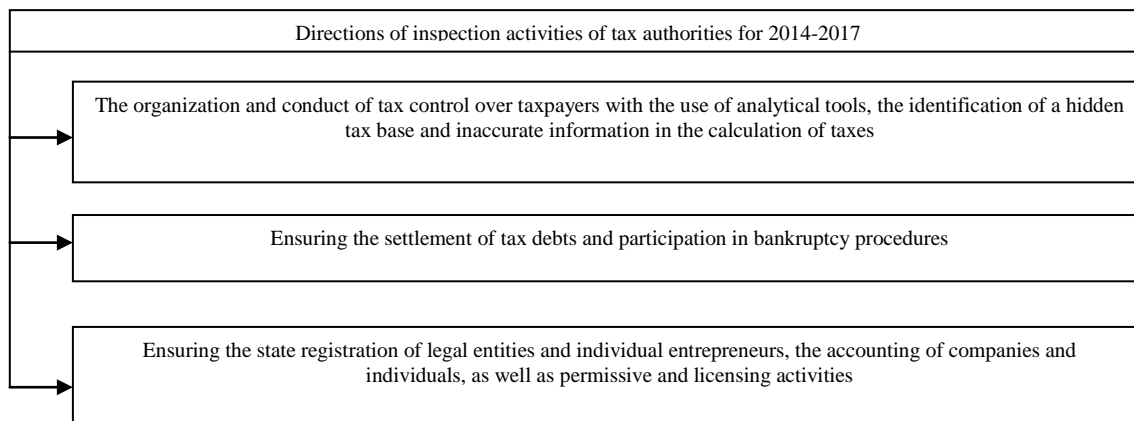 Directions of inspection activities of tax authorities for 2014-2017
The organization and conduct of tax control over taxpayers with the use of analytical tools, the identification of a hidden
tax base and inaccurate information in the calculation of taxes
Ensuring the settlement of tax debts and participation in bankruptcy procedures
Ensuring the state registration of legal entities and individual entrepreneurs, the accounting of companies and
individuals, as well as permissive and licensing activities